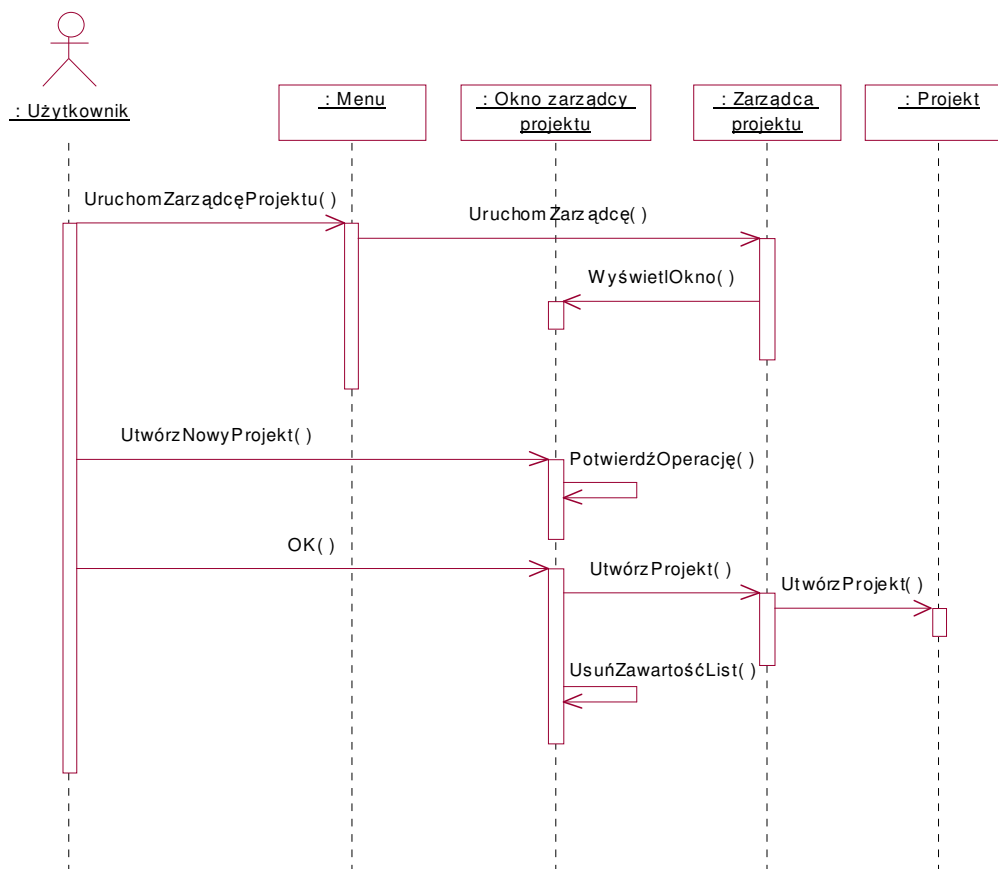 : Użytkownik
: Menu
: Okno zarządcy
projektu
: Zarządca
projektu
: Projekt
UruchomZarządcęProjektu( )
UruchomZarządcę( )
WyświetlOkno( )
UtwórzNowyProjekt( )
PotwierdźOperację( )
OK( )
UtwórzProjekt( )
UtwórzProjekt( )
UsuńZawartośćList( )